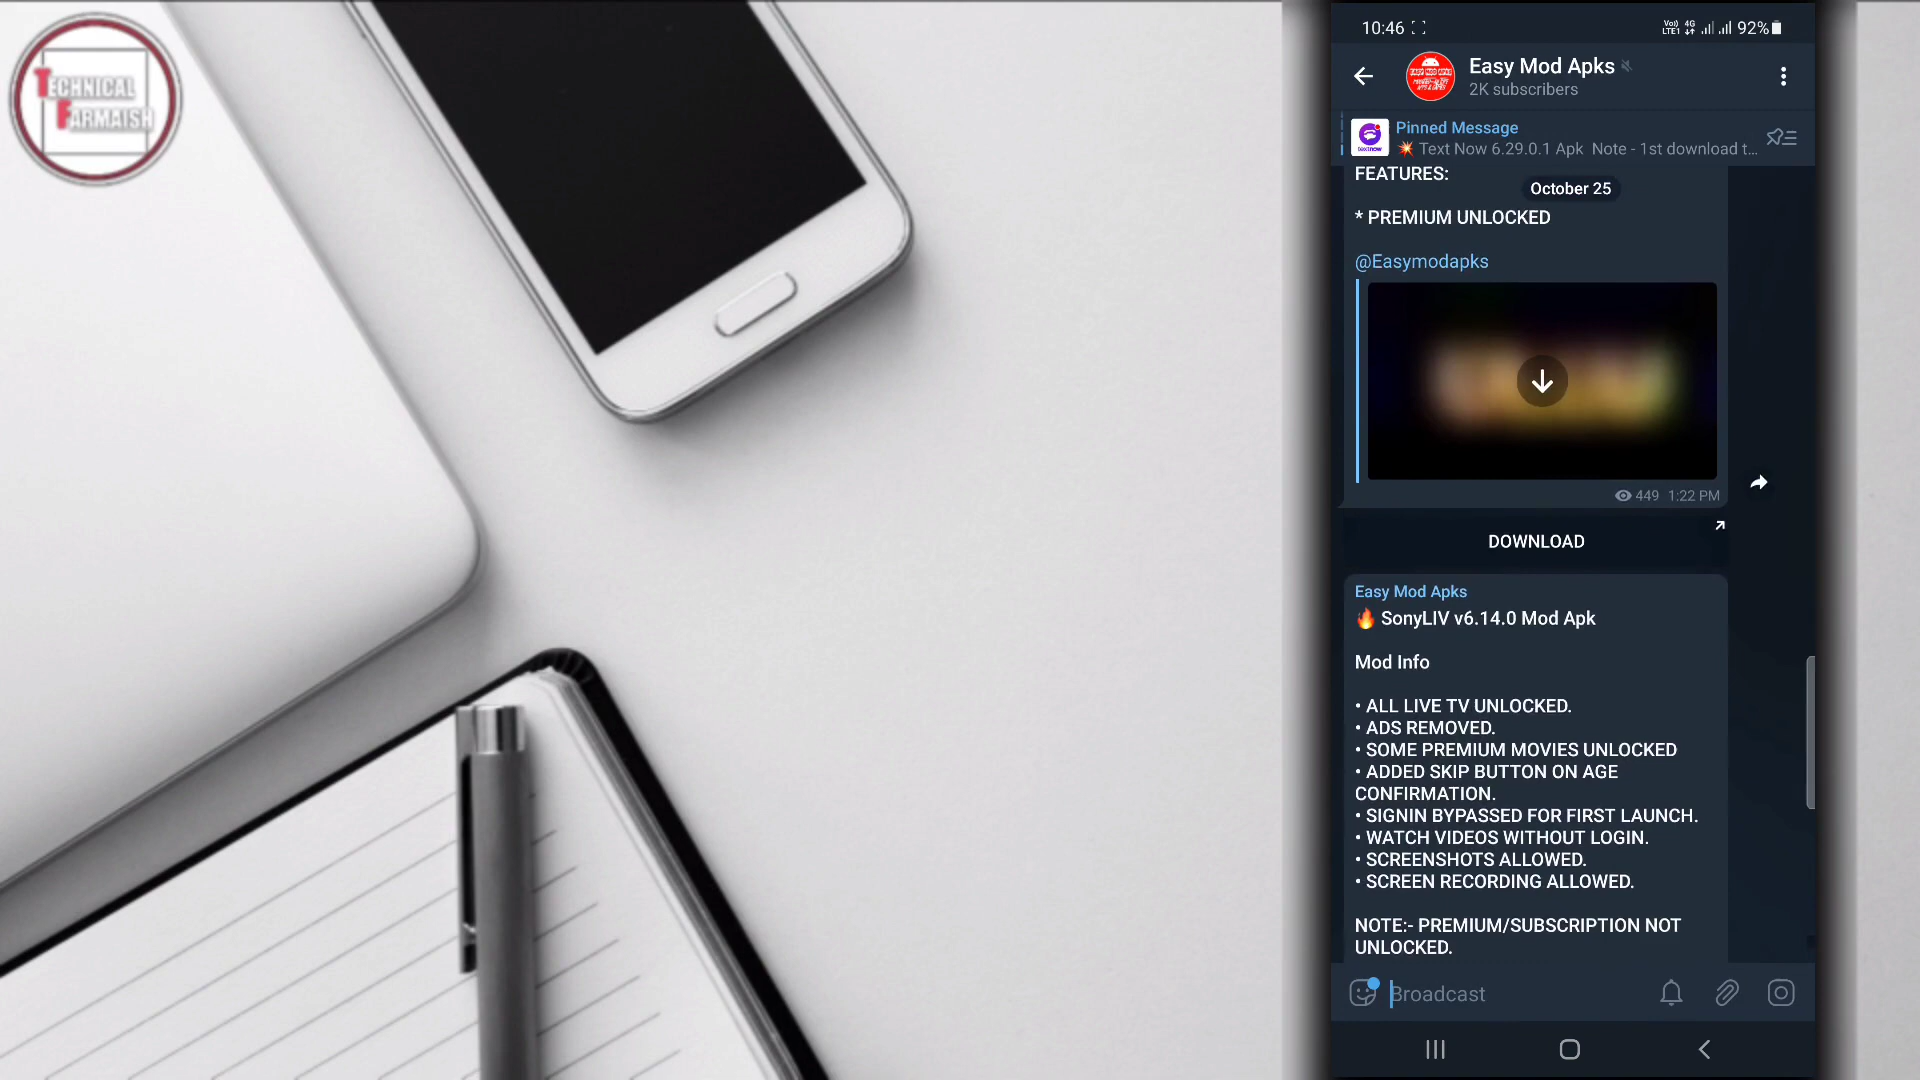 TECHNICAL
FARMAISH
10:46
Vo)) 4G
LTE1 92%
Easy Mod Apks
2K subscribers
Pinned Message
💥 Text Now 6.29.0.1 Apk Note - 1st download t...
FEATURES:
October 25
* PREMIUM UNLOCKED
@Easymodapks
449 1:22 PM
DOWNLOAD
Easy Mod Apks
🔥 SonyLIV v6.14.0 Mod Apk
Mod Info
• ALL LIVE TV UNLOCKED.
• ADS REMOVED.
• SOME PREMIUM MOVIES UNLOCKED
• ADDED SKIP BUTTON ON AGE
CONFIRMATION.
• SIGNIN BYPASSED FOR FIRST LAUNCH.
• WATCH VIDEOS WITHOUT LOGIN.
• SCREENSHOTS ALLOWED.
• SCREEN RECORDING ALLOWED.
NOTE:- PREMIUM/SUBSCRIPTION NOT
UNLOCKED.
Broadcast